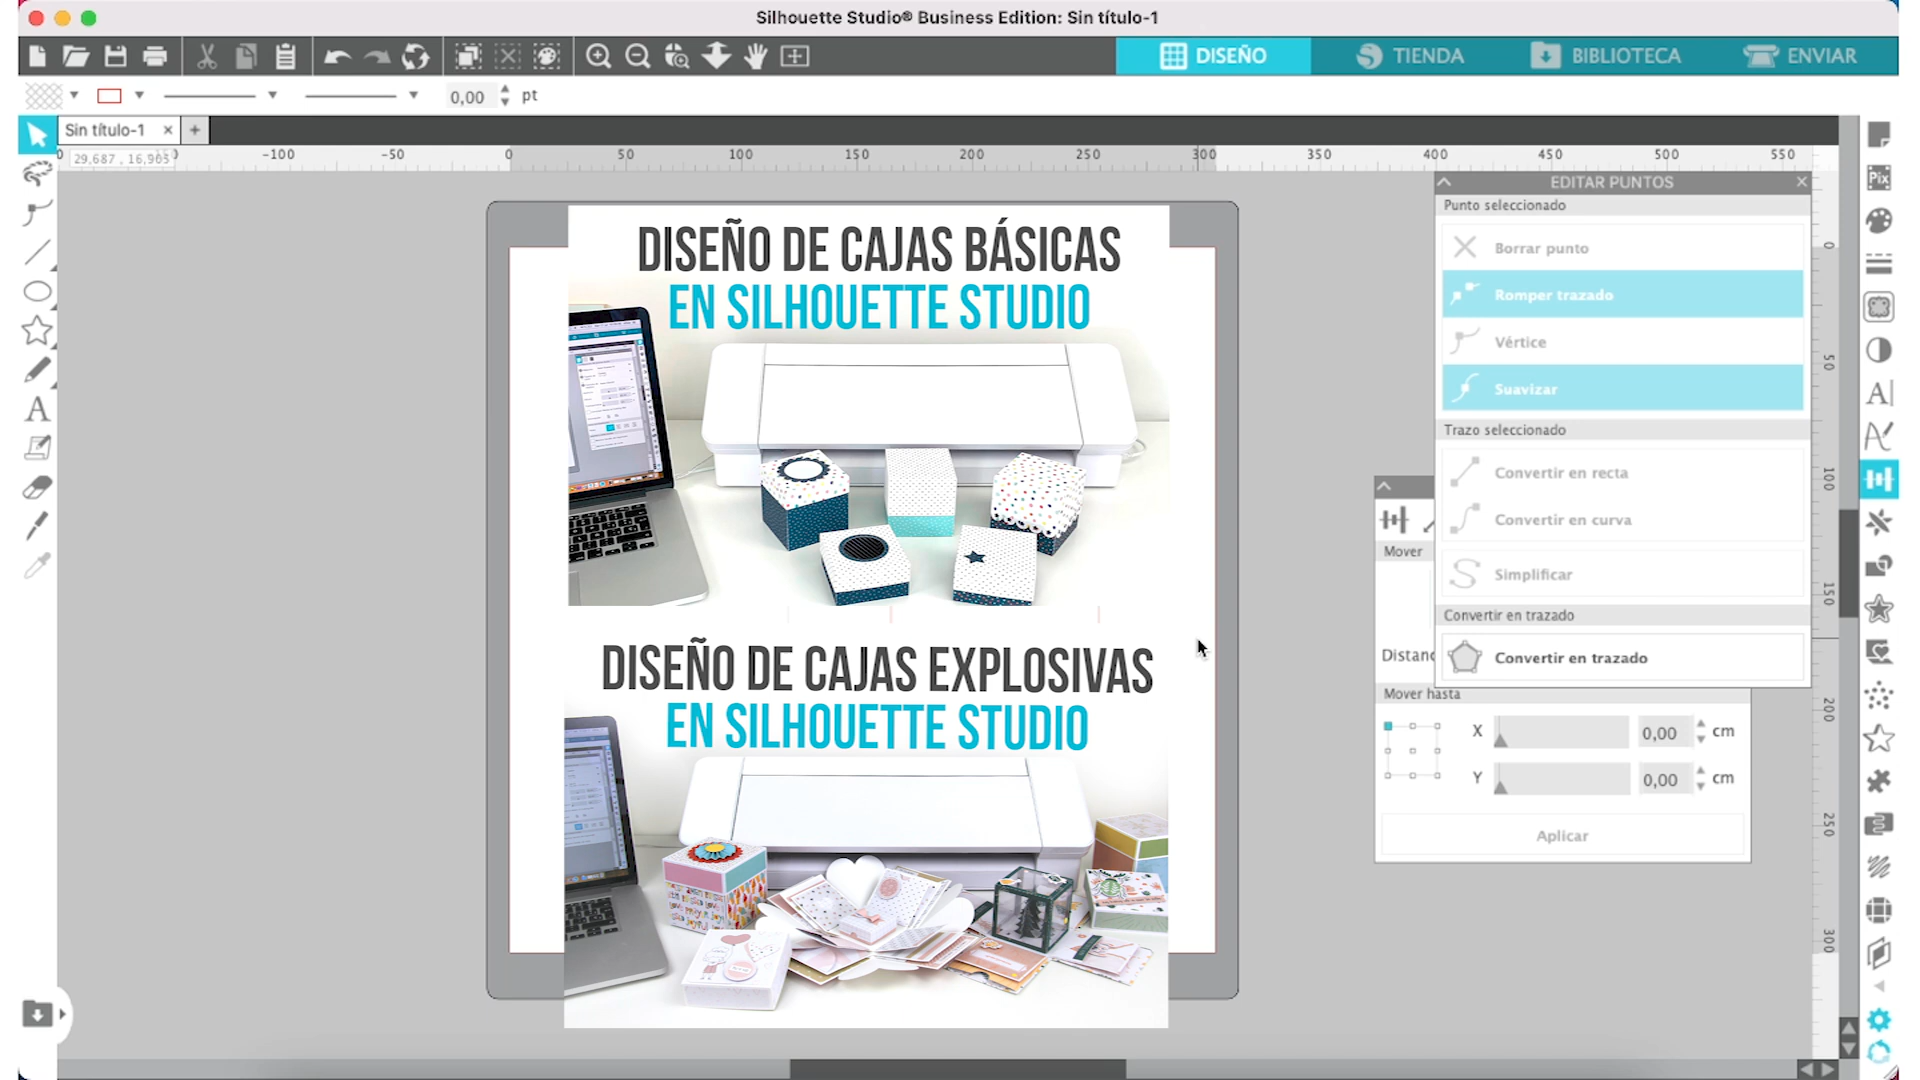 Silhouette Studio® Business Edition: Sin título-1
DISEÑO
TIENDA
BIBLIOTECA
ENVIAR
0,00 pt
Sin título-1
29,687 , 16,905
-100 -50 0 50 100 150 200 250 300 350 400 450 500 550
EDITAR PUNTOS
Punto seleccionado
Borrar punto
Romper trazado
Vértice
Suavizar
Trazo seleccionado
Convertir en recta
Convertir en curva
Simplificar
Convertir en trazado
Convertir en trazado
Mover
Distanc
Mover hasta
X 0,00 cm
Y 0,00 cm
Aplicar
DISEÑO DE CAJAS BÁSICAS
EN SILHOUETTE STUDIO
DISEÑO DE CAJAS EXPLOSIVAS
EN SILHOUETTE STUDIO
0
50
100
150
200
250
300
Pix